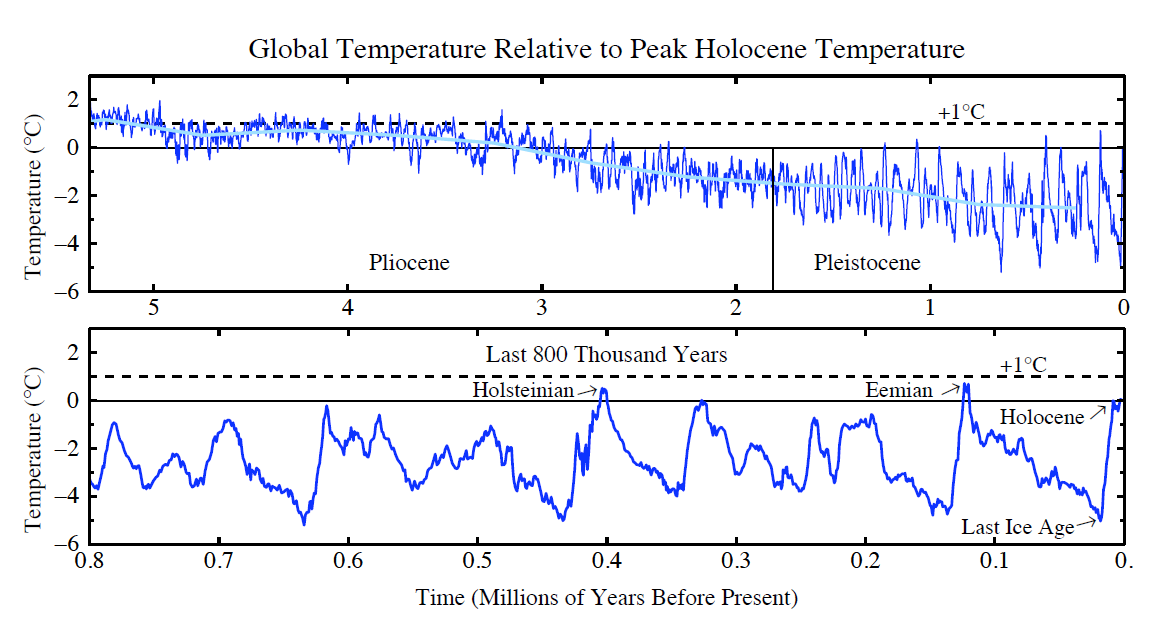 Global Temperature Relative to Peak Holocene Temperature
Temperature (°C)
2
0
−2
−4
−6
+1°C
Pliocene
Pleistocene
5
4
3
2
1
0
Temperature (°C)
2
0
−2
−4
−6
Last 800 Thousand Years
+1°C
Holsteinian
Eemian
Holocene
Last Ice Age
0.8
0.7
0.6
0.5
0.4
0.3
0.2
0.1
0.
Time (Millions of Years Before Present)